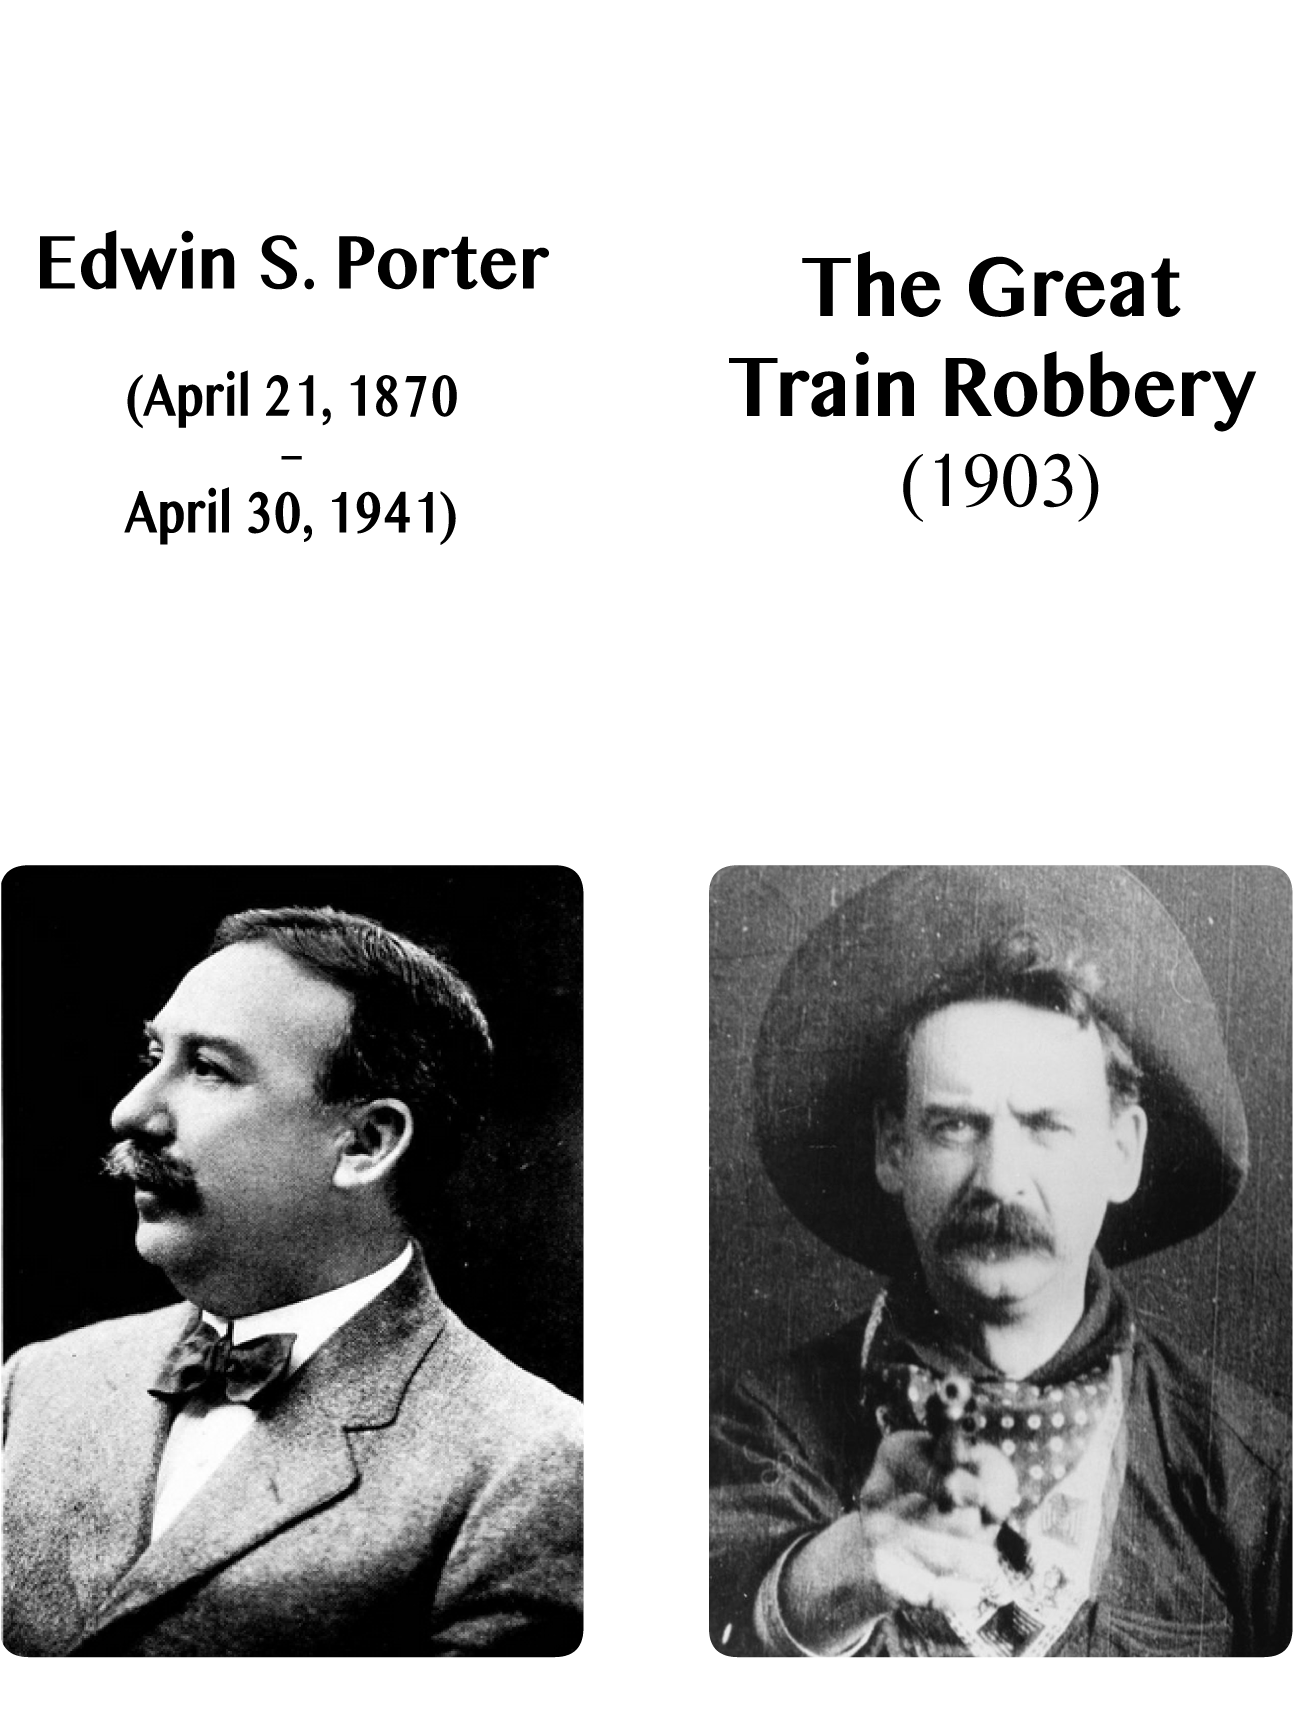 Edwin S. Porter
(April 21, 1870
–
April 30, 1941)
The Great
Train Robbery
(1903)